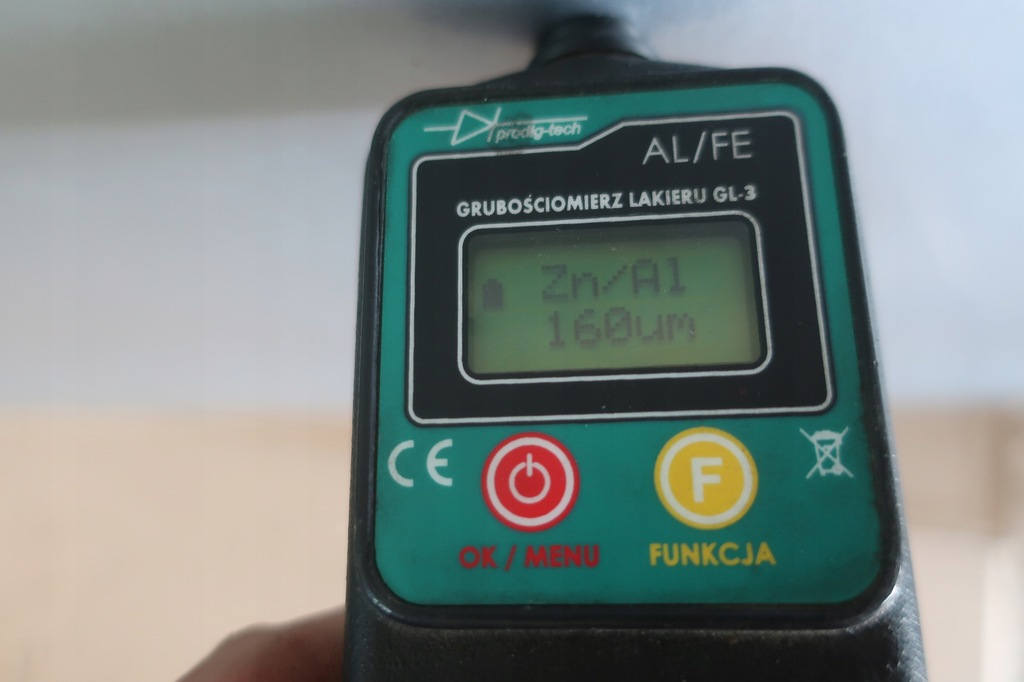 prodig-tech
AL/FE
GRUBOŚCIOMIERZ LAKIERU GL-3
Zn/Al
160um
CE
F
OK / MENU
FUNKCJA